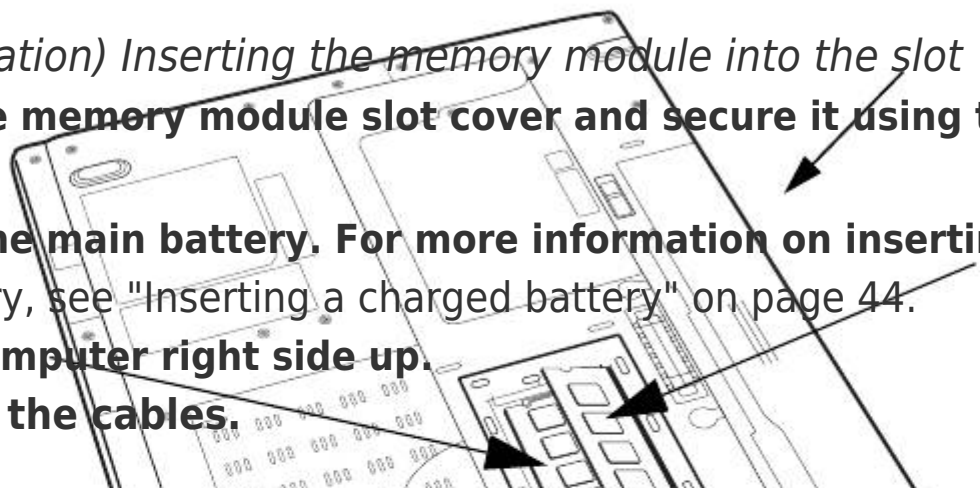 ation) Inserting the memory module into the slot
e memory module slot cover and secure it using t
he main battery. For more information on inserti
ry, see "Inserting a charged battery" on page 44.
mputer right side up.
the cables.